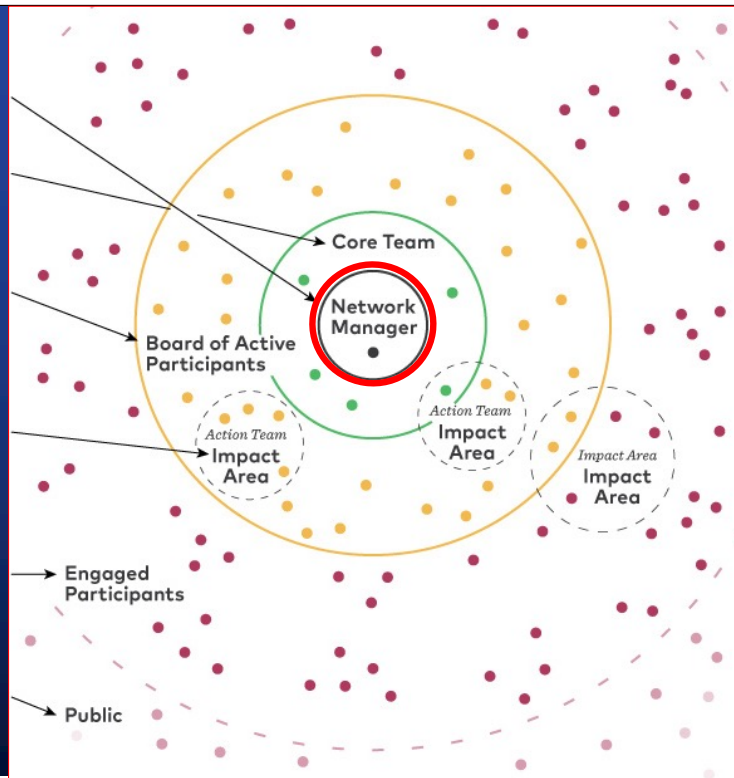 Core Team
Network
Manager
Board of Active
Participants
Action Team
Impact
Area
Action Team
Impact
Area
Impact Area
Impact
Area
Engaged
Participants
Public